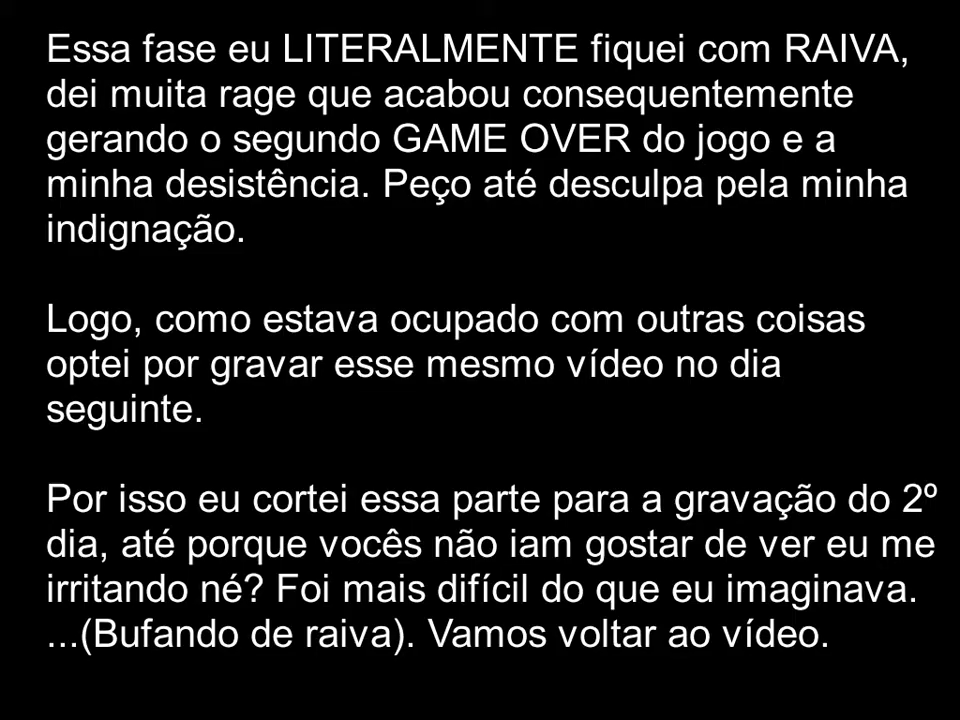 Essa fase eu LITERALMENTE fiquei com RAIVA,
dei muita rage que acabou consequentemente
gerando o segundo GAME OVER do jogo e a
minha desistência. Peço até desculpa pela minha
indignação.
Logo, como estava ocupado com outras coisas
optei por gravar esse mesmo vídeo no dia
seguinte.
Por isso eu cortei essa parte para a gravação do 2º
dia, até porque vocês não iam gostar de ver eu me
irritando né? Foi mais difícil do que eu imaginava.
...(Bufando de raiva). Vamos voltar ao vídeo.